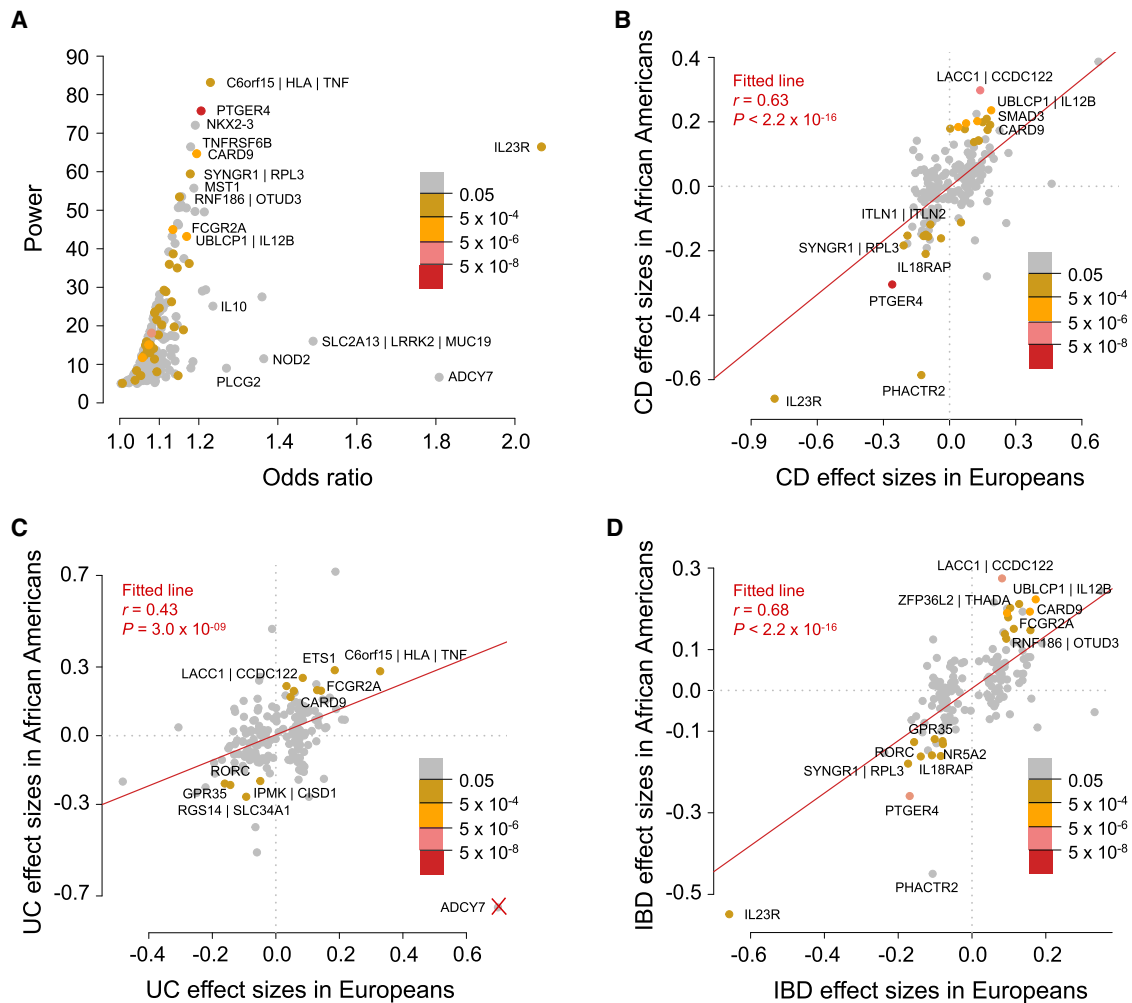 A
90
80
70
60
50
40
30
20
10
0
Power
C6orf15 | HLA | TNF
PTGER4
NKX2-3
TNFRSF6B
CARD9
SYNGR1 | RPL3
MST1
RNF186 | OTUD3
FCGR2A
UBLCP1 | IL12B
IL10
SLC2A13 | LRRK2 | MUC19
NOD2
PLCG2
ADCY7
IL23R
0.05
5 x 10-4
5 x 10-6
5 x 10-8
1.0 1.1 1.2 1.4 1.6 1.8 2.0
Odds ratio
B
0.4
0.2
0.0
-0.2
-0.4
-0.6
CD effect sizes in African Americans
Fitted line
r = 0.63
P < 2.2 x 10-16
LACC1 | CCDC122
UBLCP1 | IL12B
SMAD3
CARD9
ITLN1 | ITLN2
SYNGR1 | RPL3
IL18RAP
PTGER4
PHACTR2
IL23R
0.05
5 x 10-4
5 x 10-6
5 x 10-8
-0.9 -0.3 0.0 0.3 0.6
CD effect sizes in Europeans
C
0.7
0.3
0.0
-0.3
-0.7
UC effect sizes in African Americans
Fitted line
r = 0.43
P = 3.0 x 10-09
ETS1
C6orf15 | HLA | TNF
LACC1 | CCDC122
FCGR2A
CARD9
RORC
GPR35
IPMK | CISD1
RGS14 | SLC34A1
ADCY7
0.05
5 x 10-4
5 x 10-6
5 x 10-8
-0.4 -0.2 0.0 0.2 0.4 0.6
UC effect sizes in Europeans
D
0.3
0.1
0.0
-0.1
-0.3
-0.5
IBD effect sizes in African Americans
Fitted line
r = 0.68
P < 2.2 x 10-16
LACC1 | CCDC122
UBLCP1 | IL12B
ZFP36L2 | THADA
CARD9
FCGR2A
RNF186 | OTUD3
GPR35
RORC
NR5A2
SYNGR1 | RPL3
IL18RAP
PTGER4
PHACTR2
IL23R
0.05
5 x 10-4
5 x 10-6
5 x 10-8
-0.6 -0.4 -0.2 0.0 0.2
IBD effect sizes in Europeans